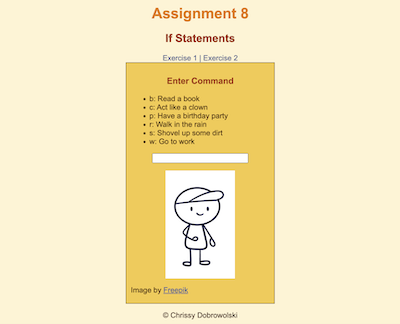 Assignment 8
If Statements
Exercise 1 | Exercise 2
Enter Command
b: Read a book
c: Act like a clown
p: Have a birthday party
r: Walk in the rain
s: Shovel up some dirt
w: Go to work
Image by Freepik
© Chrissy Dobrowolski